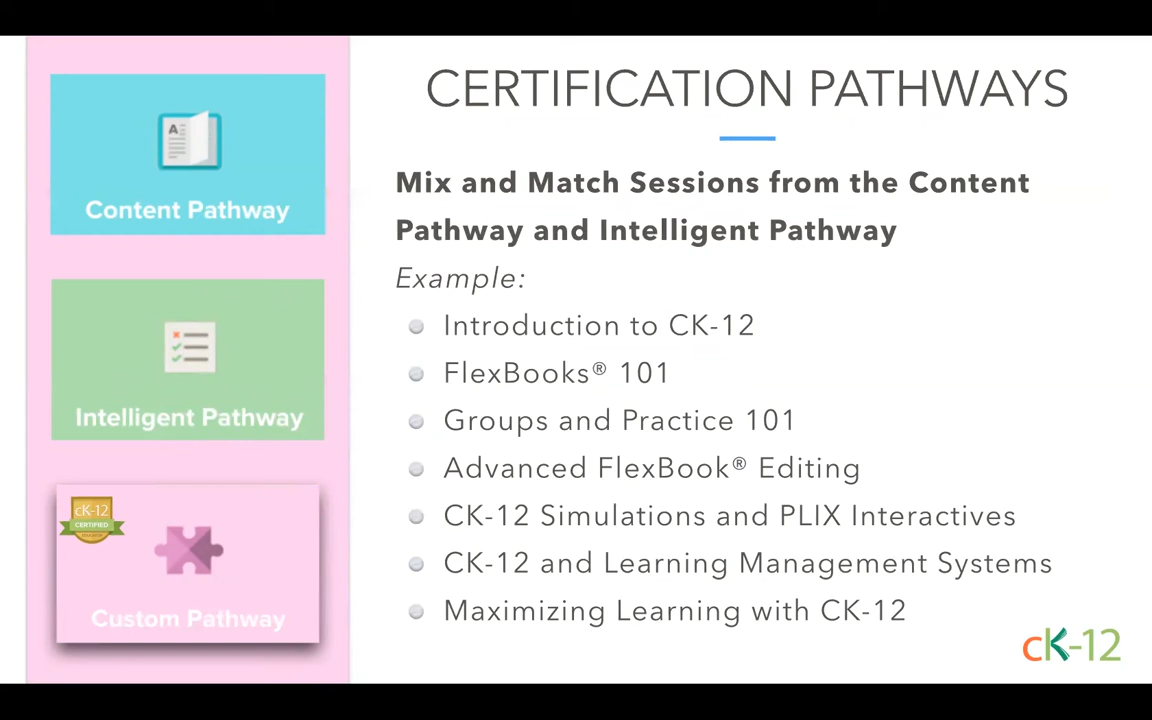 CERTIFICATION PATHWAYS
Mix and Match Sessions from the Content
Pathway and Intelligent Pathway
Example:
Introduction to CK-12
FlexBooks® 101
Groups and Practice 101
Advanced FlexBook® Editing
CK-12 Simulations and PLIX Interactives
CK-12 and Learning Management Systems
Maximizing Learning with CK-12
A
Content Pathway
Intelligent Pathway
cK-12
CERTIFIED
EDUCATOR
Custom Pathway
cK-12